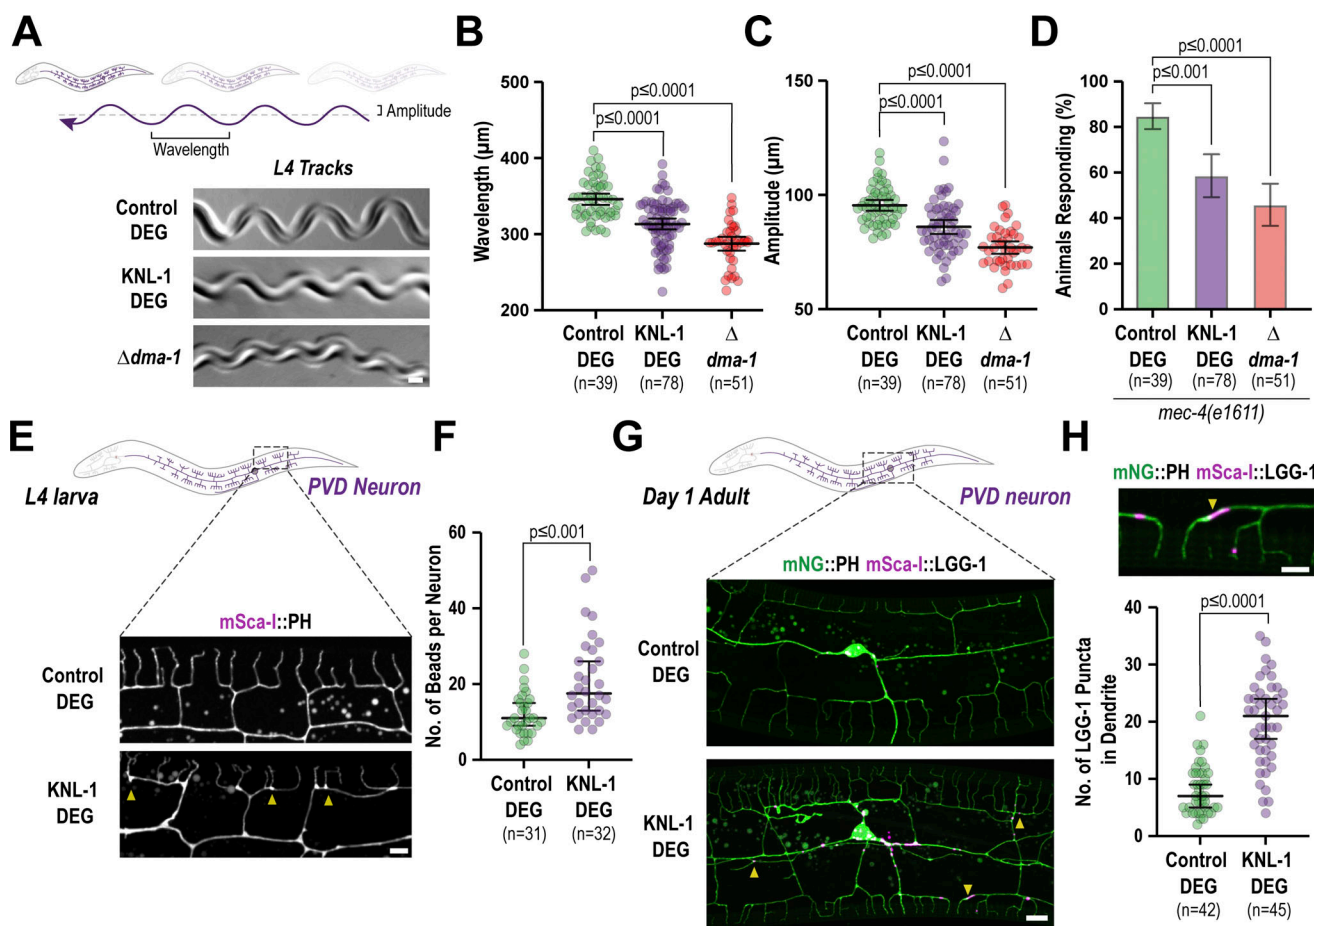 A
Amplitude
Wavelength
L4 Tracks
Control
DEG
KNL-1
DEG
Δdma-1
B
p≤0.0001
p≤0.0001
Wavelength (μm)
500
400
300
200
Control
DEG
(n=39)
KNL-1
DEG
(n=78)
Δ
dma-1
(n=51)
C
p≤0.0001
p≤0.0001
Amplitude (μm)
150
100
50
Control
DEG
(n=39)
KNL-1
DEG
(n=78)
Δ
dma-1
(n=51)
D
p≤0.0001
p≤0.001
Animals Responding (%)
100
80
60
40
20
0
Control
DEG
(n=39)
KNL-1
DEG
(n=78)
Δ
dma-1
(n=51)
mec-4(e1611)
E
L4 larva
PVD Neuron
mSca-I::PH
Control
DEG
KNL-1
DEG
F
p≤0.001
No. of Beads per Neuron
60
40
20
0
Control
DEG
(n=31)
KNL-1
DEG
(n=32)
G
Day 1 Adult
PVD neuron
mNG::PH mSca-I::LGG-1
Control
DEG
KNL-1
DEG
H
mNG::PH mSca-I::LGG-1
p≤0.0001
No. of LGG-1 Puncta
in Dendrite
40
30
20
10
0
Control
DEG
(n=42)
KNL-1
DEG
(n=45)